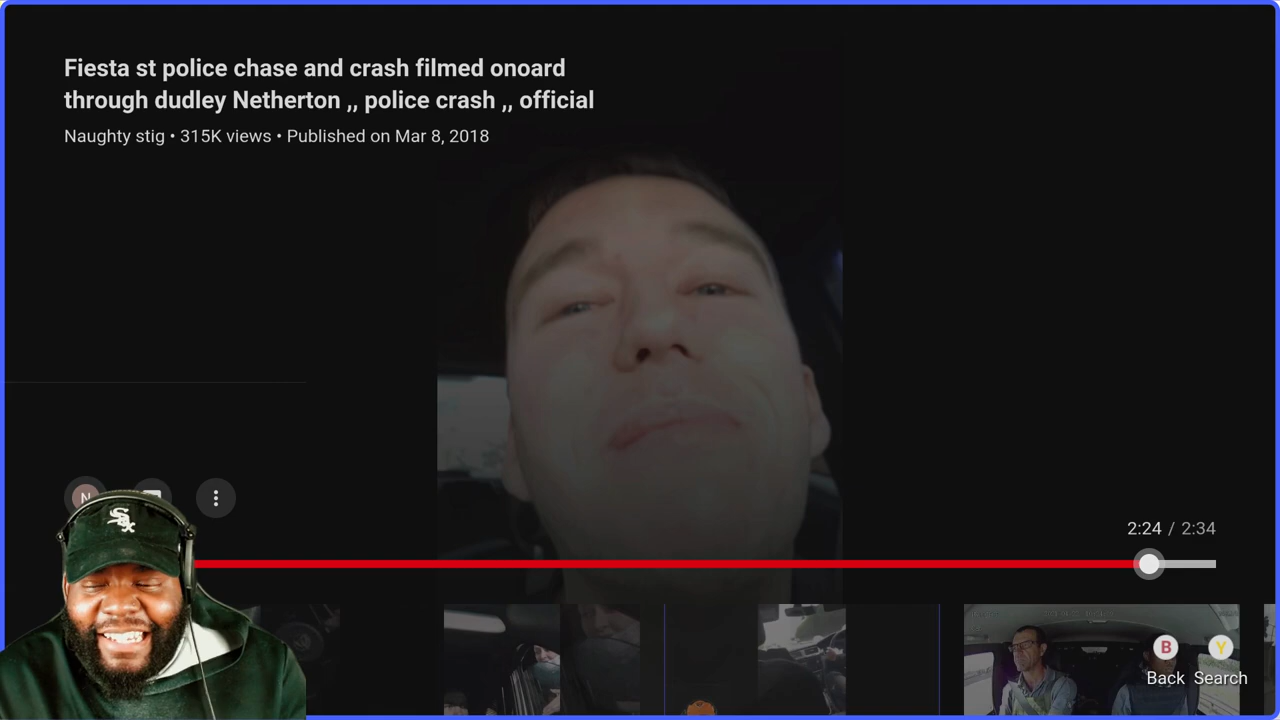 Fiesta st police chase and crash filmed onoard
through dudley Netherton ,, police crash ,, official
Naughty stig • 315K views • Published on Mar 8, 2018
N
Sox
2:24 / 2:34
B Y
Back Search